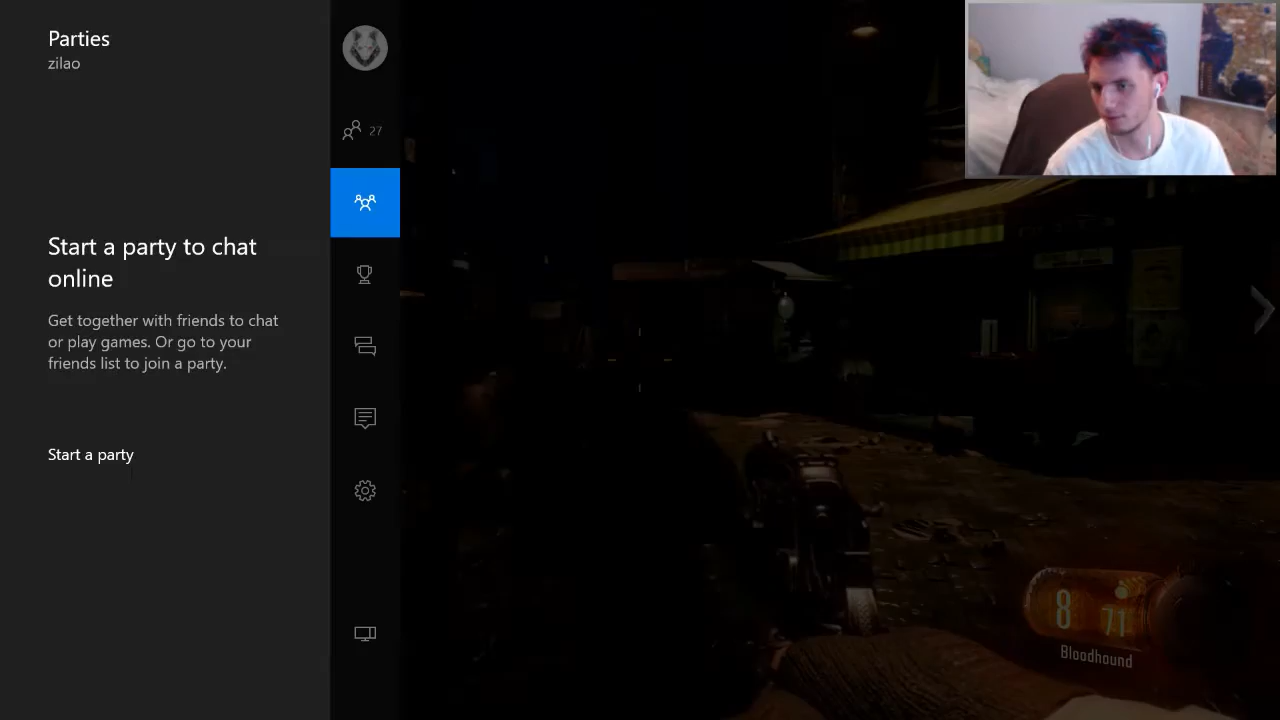 Parties
zilao
27
Start a party to chat
online
Get together with friends to chat
or play games. Or go to your
friends list to join a party.
Start a party
8
71
Bloodhound